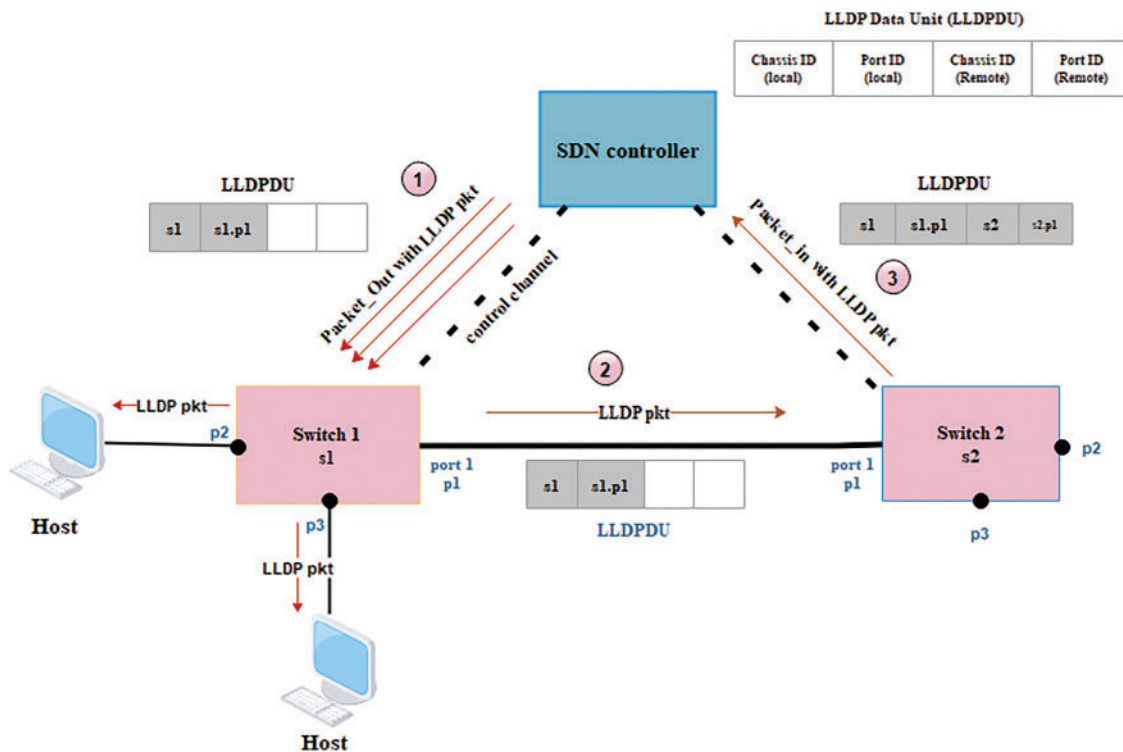 LLDP Data Unit (LLDPDU)
Chassis ID
(local)
Port ID
(local)
Chassis ID
(Remote)
Port ID
(Remote)
SDN controller
LLDPDU
s1
s1.p1
1
Packet_Out with LLDP pkt
control channel
Packet_in with LLDP pkt
LLDPDU
s1
s1.p1
s2
s2.p1
3
2
LLDP pkt
LLDP pkt
p2
Switch 1
s1
port 1
p1
s1
s1.p1
LLDPDU
port 1
p1
Switch 2
s2
p2
p3
Host
p3
LLDP pkt
Host